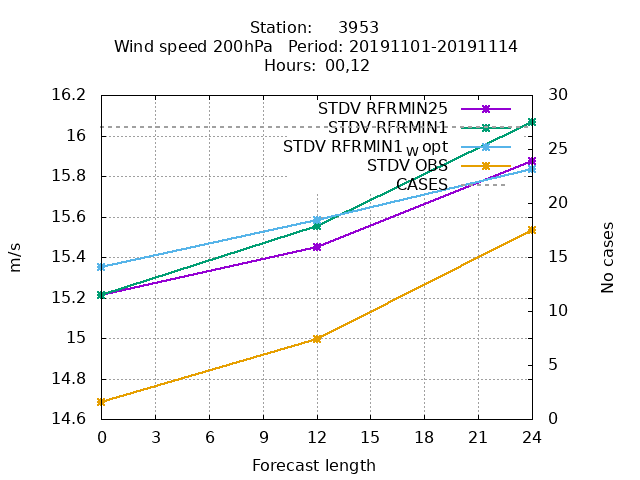 Station: 3953
Wind speed 200hPa Period: 20191101-20191114
Hours: 00,12
16.2
16
15.8
15.6
15.4
15.2
15
14.8
14.6
m/s
STDV RFRMIN25
STDV RFRMIN1
STDV RFRMIN1 w opt
STDV OBS
CASES
30
25
20
15
10
5
0
No cases
0 3 6 9 12 15 18 21 24
Forecast length